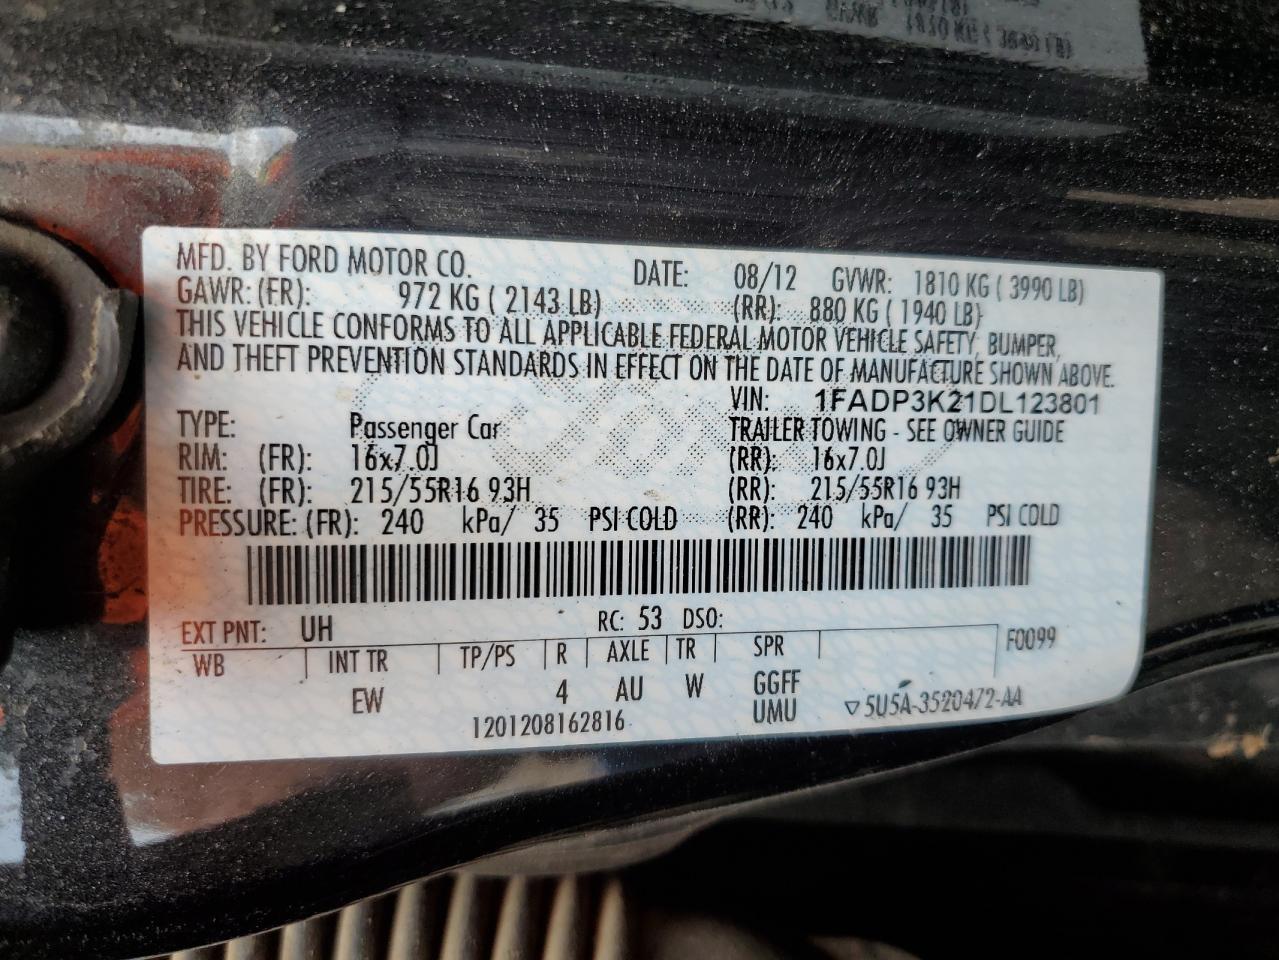 1810 KG ( 3990 LB)
MFD. BY FORD MOTOR CO. DATE: 08/12 GVWR: 1810 KG ( 3990 LB)
GAWR: (FR): 972 KG ( 2143 LB) (RR): 880 KG ( 1940 LB)
THIS VEHICLE CONFORMS TO ALL APPLICABLE FEDERAL MOTOR VEHICLE SAFETY, BUMPER,
AND THEFT PREVENTION STANDARDS IN EFFECT ON THE DATE OF MANUFACTURE SHOWN ABOVE.
VIN: 1FADP3K21DL123801
TYPE: Passenger Car TRAILER TOWING - SEE OWNER GUIDE
RIM: (FR): 16x7.0J (RR): 16x7.0J
TIRE: (FR): 215/55R16 93H (RR): 215/55R16 93H
PRESSURE: (FR): 240 kPa/ 35 PSI COLD (RR): 240 kPa/ 35 PSI COLD
EXT PNT: UH RC: 53 DSO:
WB INT TR TP/PS R AXLE TR SPR F0099
EW 4 AU W GGFF
1201208162816 UMU ▽5U5A-3520472-AA